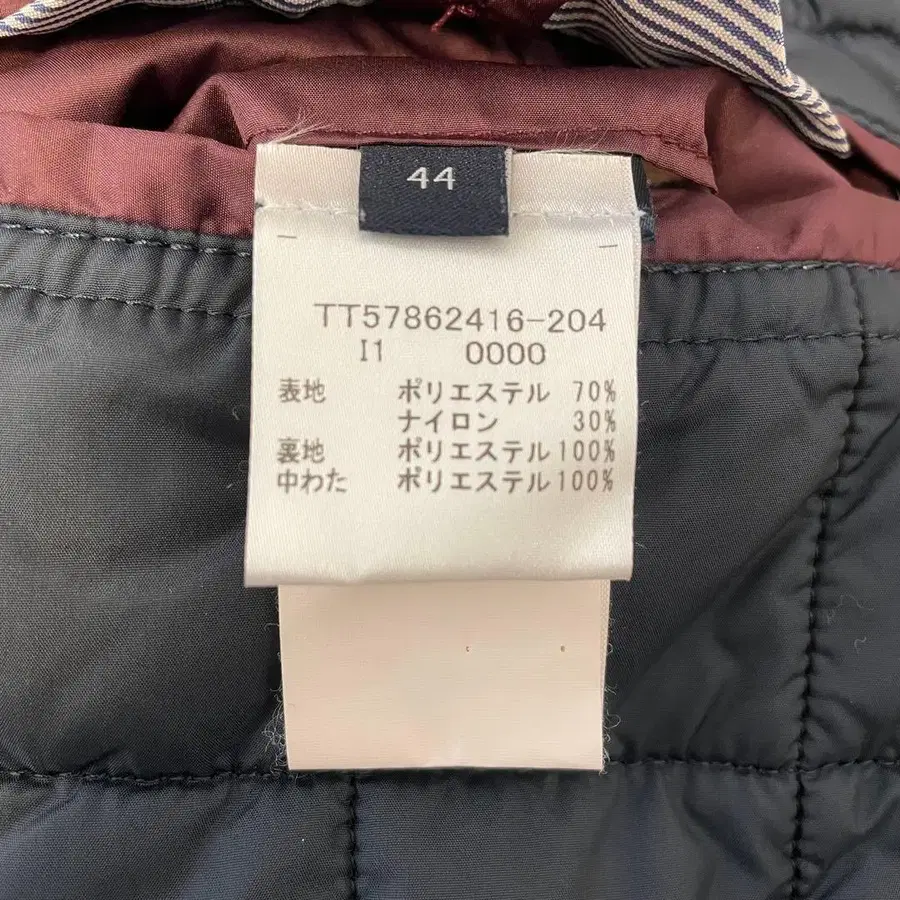 44
TT57862416-204
I1 0000
表地 ポリエステル 70%
ナイロン 30%
裏地 ポリエステル 100%
中わた ポリエステル 100%